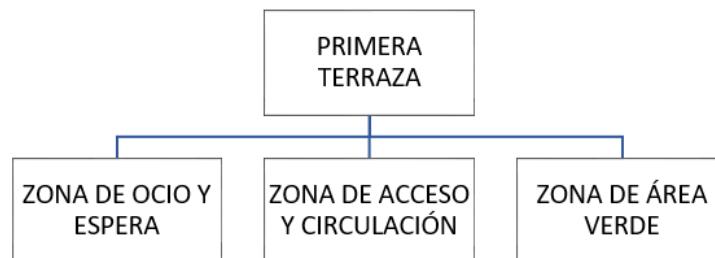 PRIMERA
TERRAZA
ZONA DE OCIO Y
ESPERA
ZONA DE ACCESO
Y CIRCULACIÓN
ZONA DE ÁREA
VERDE